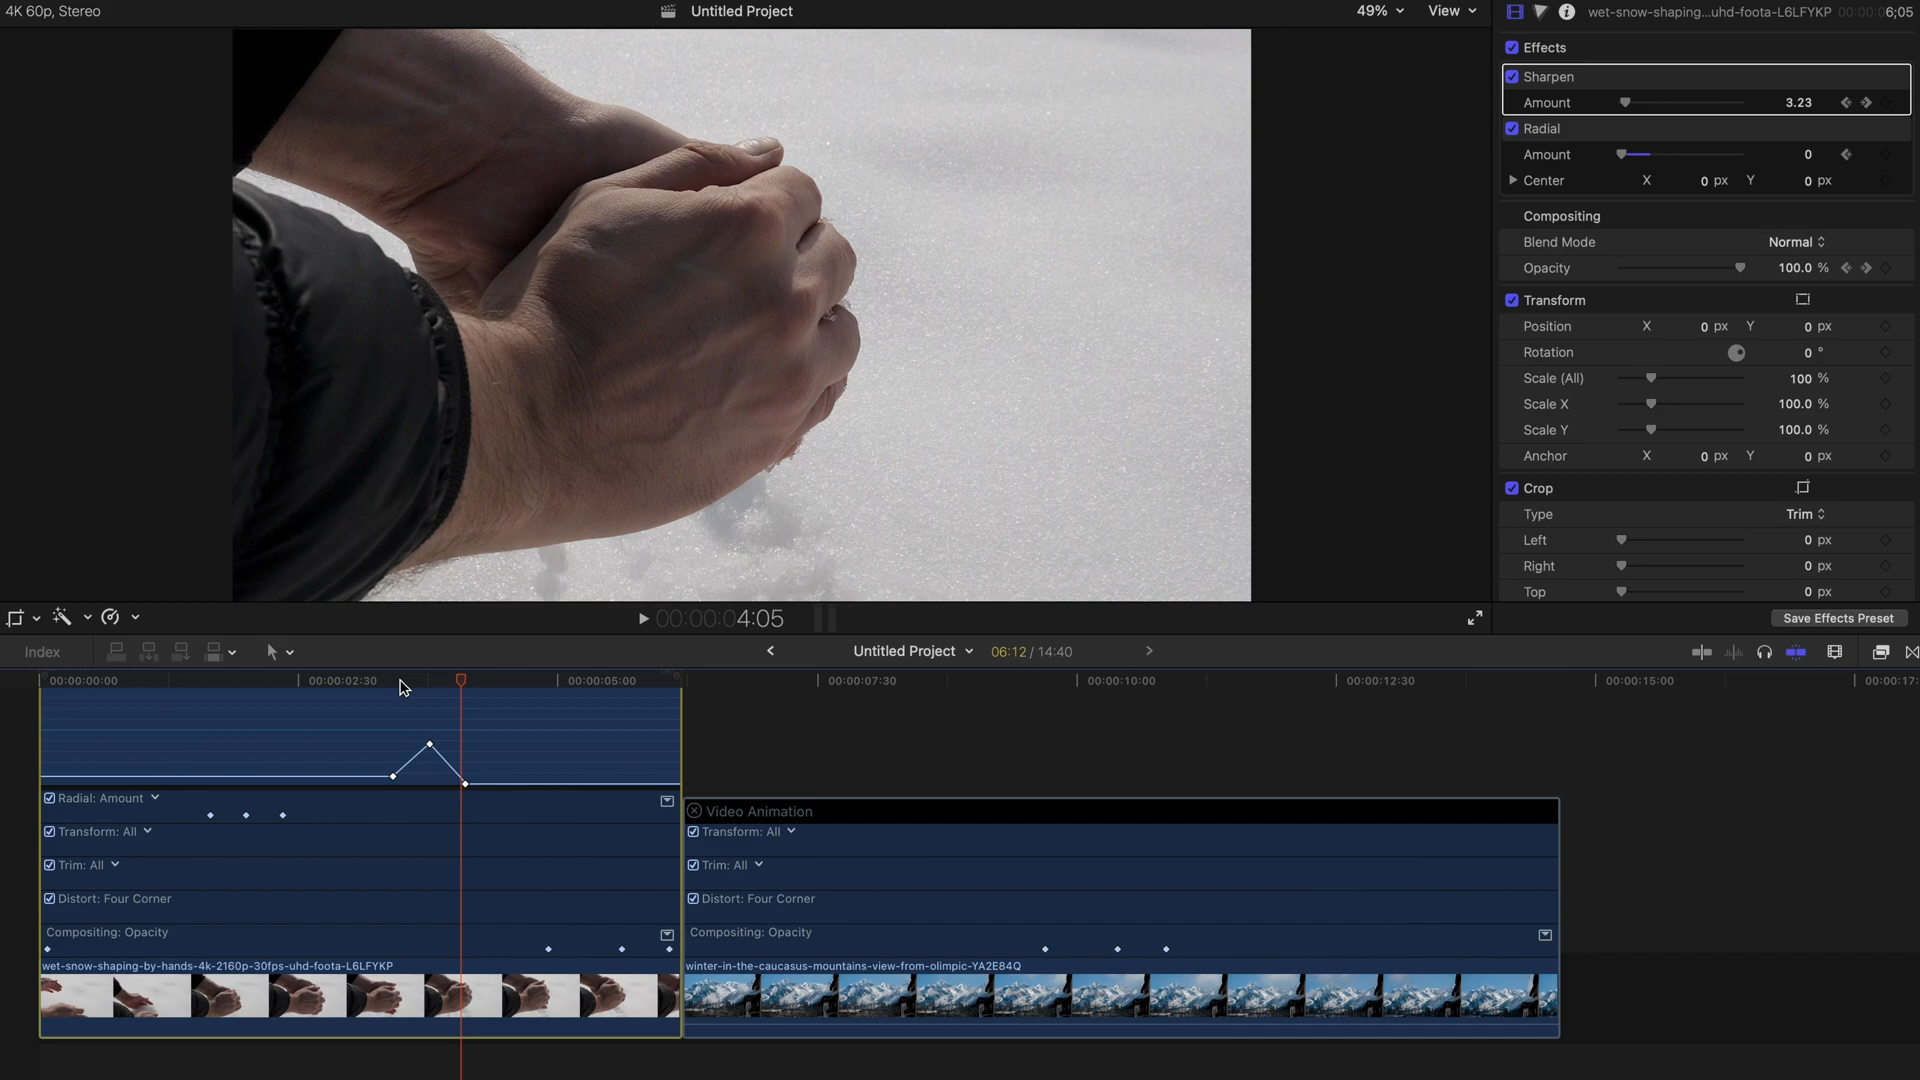 4K 60p, Stereo
Untitled Project
49%
View
wet-snow-shaping...uhd-foota-L6LFYKP
00:00:06;05
Effects
Sharpen
Amount 3.23
Radial
Amount 0
Center X 0 px Y 0 px
Compositing
Blend Mode Normal
Opacity 100.0 %
Transform
Position X 0 px Y 0 px
Rotation 0 °
Scale (All) 100 %
Scale X 100.0 %
Scale Y 100.0 %
Anchor X 0 px Y 0 px
Crop
Type Trim
Left 0 px
Right 0 px
Top 0 px
00:00:04:05
Save Effects Preset
Index
Untitled Project
06:12 / 14:40
00:00:00:00
00:00:02:30
00:00:05:00
00:00:07:30
00:00:10:00
00:00:12:30
00:00:15:00
00:00:17:
Radial: Amount
Transform: All
Trim: All
Distort: Four Corner
Compositing: Opacity
wet-snow-shaping-by-hands-4k-2160p-30fps-uhd-foota-L6LFYKP
Video Animation
Transform: All
Trim: All
Distort: Four Corner
Compositing: Opacity
winter-in-the-caucasus-mountains-view-from-olimpic-YA2E84Q